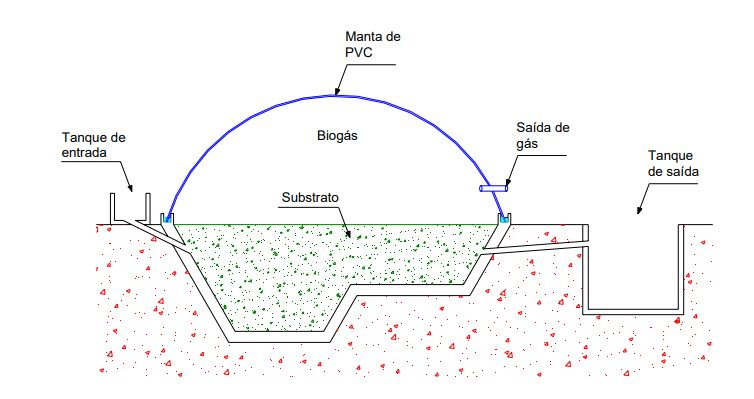 Manta de
PVC
Biogás
Saída de
gás
Tanque de
entrada
Tanque
de saída
Substrato